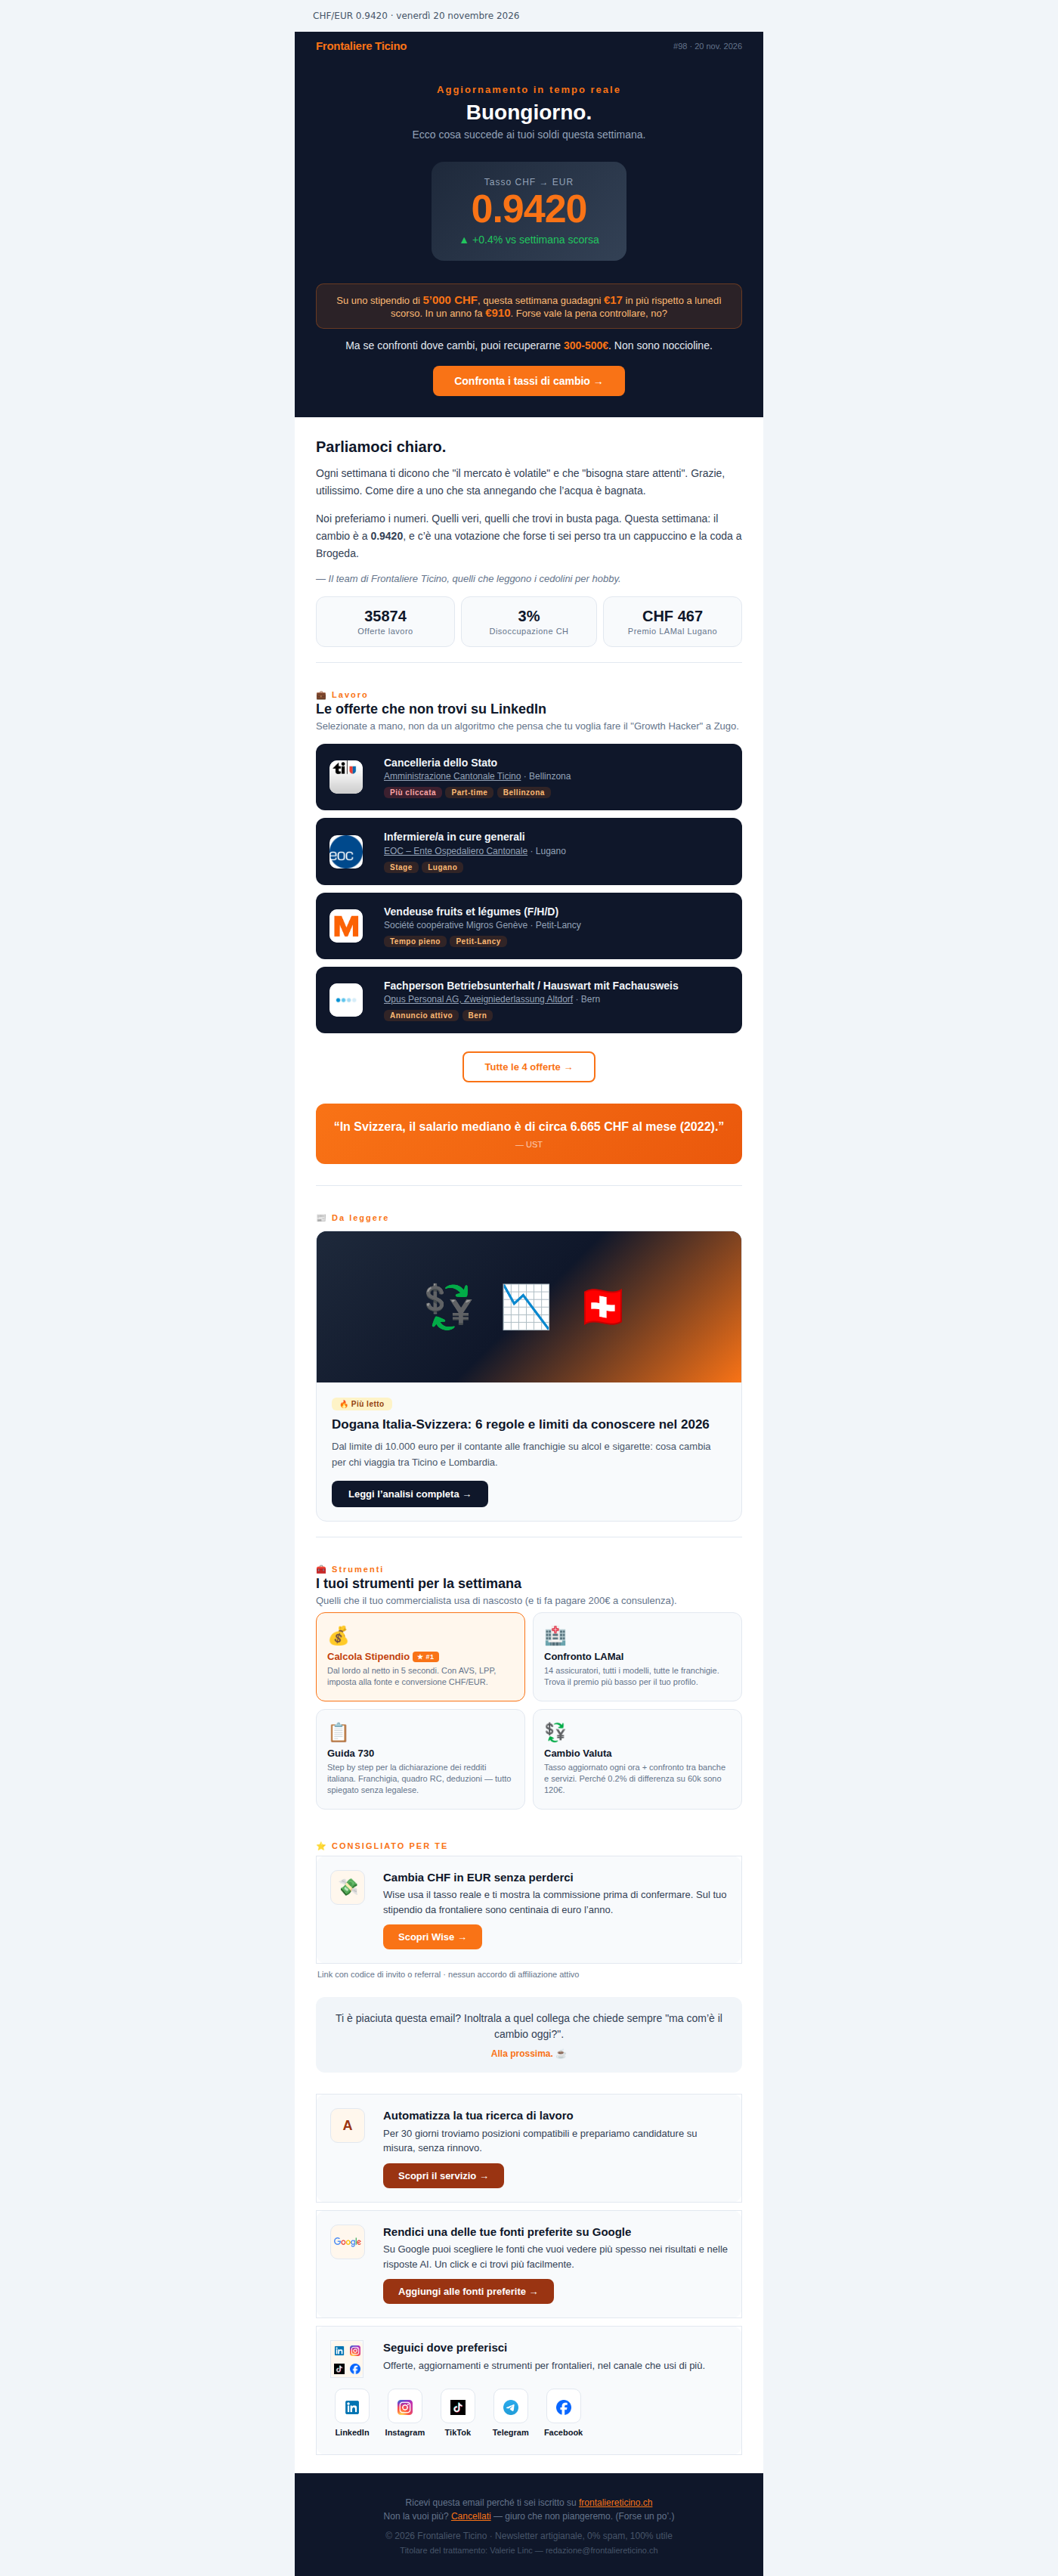 CHF/EUR 0.9420 · venerdì 20 novembre 2026
Frontaliere Ticino
#98 · 20 nov. 2026
Aggiornamento in tempo reale
Buongiorno.
Ecco cosa succede ai tuoi soldi questa settimana.
Tasso CHF → EUR
0.9420
▲ +0.4% vs settimana scorsa
Su uno stipendio di 5’000 CHF, questa settimana guadagni €17 in più rispetto a lunedì
scorso. In un anno fa €910. Forse vale la pena controllare, no?
Ma se confronti dove cambi, puoi recuperarne 300-500€. Non sono noccioline.
Confronta i tassi di cambio →
Parliamoci chiaro.
Ogni settimana ti dicono che "il mercato è volatile" e che "bisogna stare attenti". Grazie,
utilissimo. Come dire a uno che sta annegando che l’acqua è bagnata.
Noi preferiamo i numeri. Quelli veri, quelli che trovi in busta paga. Questa settimana: il
cambio è a 0.9420, e c’è una votazione che forse ti sei perso tra un cappuccino e la coda a
Brogeda.
— Il team di Frontaliere Ticino, quelli che leggono i cedolini per hobby.
35874
Offerte lavoro
3%
Disoccupazione CH
CHF 467
Premio LAMal Lugano
💼 Lavoro
Le offerte che non trovi su LinkedIn
Selezionate a mano, non da un algoritmo che pensa che tu voglia fare il "Growth Hacker" a Zugo.
ti
Cancelleria dello Stato
Amministrazione Cantonale Ticino · Bellinzona
Più cliccata Part-time Bellinzona
eoc
Infermiere/a in cure generali
EOC – Ente Ospedaliero Cantonale · Lugano
Stage Lugano
M
Vendeuse fruits et légumes (F/H/D)
Société coopérative Migros Genève · Petit-Lancy
Tempo pieno Petit-Lancy
Fachperson Betriebsunterhalt / Hauswart mit Fachausweis
Opus Personal AG, Zweigniederlassung Altdorf · Bern
Annuncio attivo Bern
Tutte le 4 offerte →
“In Svizzera, il salario mediano è di circa 6.665 CHF al mese (2022).”
— UST
📰 Da leggere
🔥 Più letto
Dogana Italia-Svizzera: 6 regole e limiti da conoscere nel 2026
Dal limite di 10.000 euro per il contante alle franchigie su alcol e sigarette: cosa cambia
per chi viaggia tra Ticino e Lombardia.
Leggi l’analisi completa →
🧰 Strumenti
I tuoi strumenti per la settimana
Quelli che il tuo commercialista usa di nascosto (e ti fa pagare 200€ a consulenza).
Calcola Stipendio ★ #1
Dal lordo al netto in 5 secondi. Con AVS, LPP,
imposta alla fonte e conversione CHF/EUR.
Confronto LAMal
14 assicuratori, tutti i modelli, tutte le franchigie.
Trova il premio più basso per il tuo profilo.
Guida 730
Step by step per la dichiarazione dei redditi
italiana. Franchigia, quadro RC, deduzioni — tutto
spiegato senza legalese.
Cambio Valuta
Tasso aggiornato ogni ora + confronto tra banche
e servizi. Perché 0.2% di differenza su 60k sono
120€.
⭐ CONSIGLIATO PER TE
Cambia CHF in EUR senza perderci
Wise usa il tasso reale e ti mostra la commissione prima di confermare. Sul tuo
stipendio da frontaliere sono centinaia di euro l’anno.
Scopri Wise →
Link con codice di invito o referral · nessun accordo di affiliazione attivo
Ti è piaciuta questa email? Inoltrala a quel collega che chiede sempre "ma com’è il
cambio oggi?".
Alla prossima. ☕
A
Automatizza la tua ricerca di lavoro
Per 30 giorni troviamo posizioni compatibili e prepariamo candidature su
misura, senza rinnovo.
Scopri il servizio →
Google
Rendici una delle tue fonti preferite su Google
Su Google puoi scegliere le fonti che vuoi vedere più spesso nei risultati e nelle
risposte AI. Un click e ci trovi più facilmente.
Aggiungi alle fonti preferite →
Seguici dove preferisci
Offerte, aggiornamenti e strumenti per frontalieri, nel canale che usi di più.
LinkedIn
Instagram
TikTok
Telegram
Facebook
Ricevi questa email perché ti sei iscritto su frontaliereticino.ch
Non la vuoi più? Cancellati — giuro che non piangeremo. (Forse un po’.)
© 2026 Frontaliere Ticino · Newsletter artigianale, 0% spam, 100% utile
Titolare del trattamento: Valerie Linc — redazione@frontaliereticino.ch